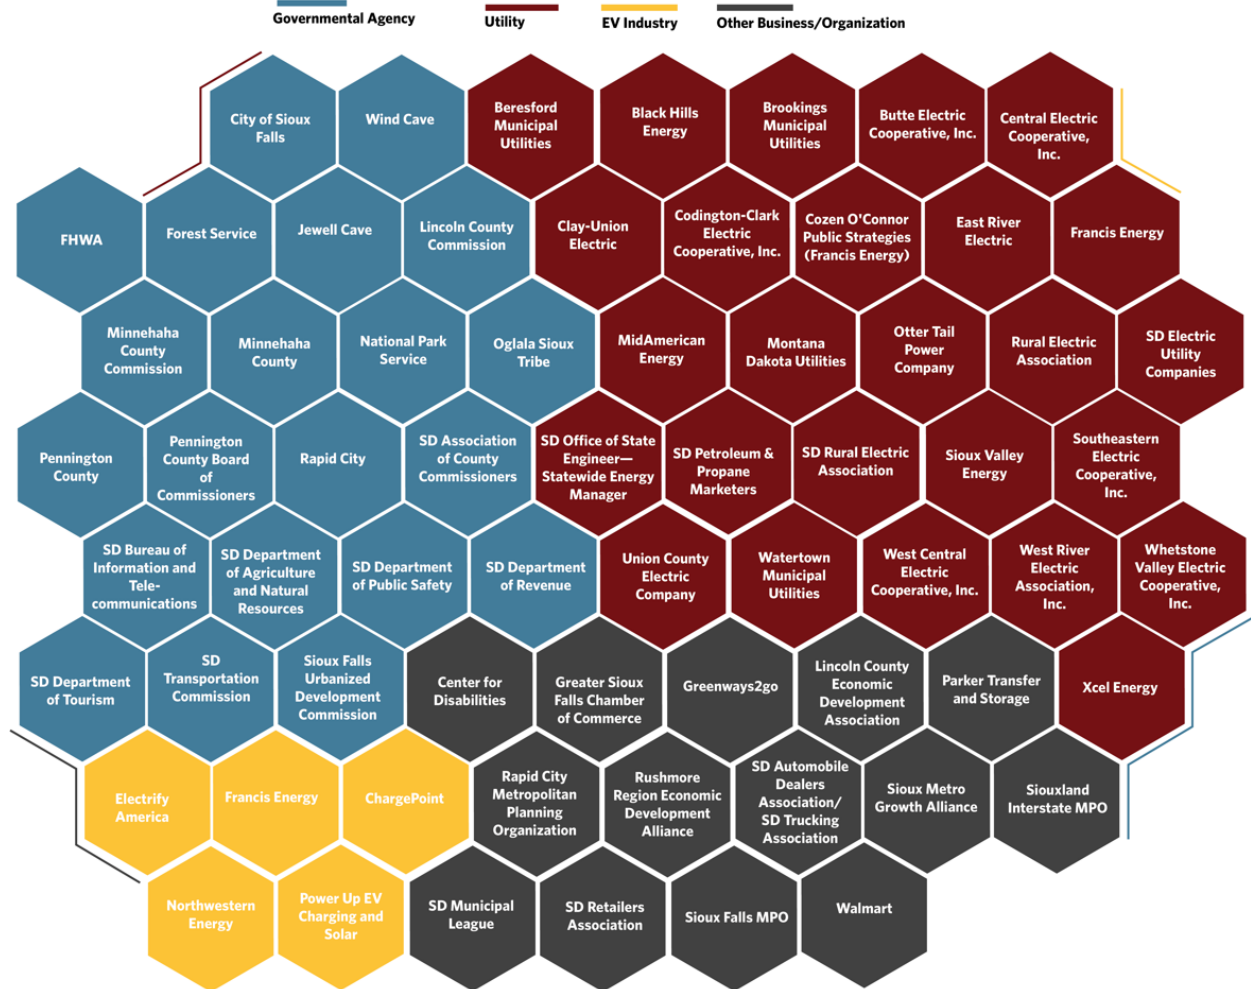 Governmental Agency
Utility
EV Industry
Other Business/Organization
City of Sioux
Falls
Wind Cave
Beresford
Municipal
Utilities
Black Hills
Energy
Brookings
Municipal
Utilities
Butte Electric
Cooperative, Inc.
Central Electric
Cooperative,
Inc.
FHWA
Forest Service
Jewell Cave
Lincoln County
Commission
Clay-Union
Electric
Codington-Clark
Electric
Cooperative, Inc.
Cozen O'Connor
Public Strategies
(Francis Energy)
East River
Electric
Francis Energy
Minnehaha
County
Commission
Minnehaha
County
National Park
Service
Oglala Sioux
Tribe
MidAmerican
Energy
Montana
Dakota Utilities
Otter Tail
Power
Company
Rural Electric
Association
SD Electric
Utility
Companies
Pennington
County
Pennington
County Board
of
Commissioners
Rapid City
SD Association
of County
Commissioners
SD Office of State
Engineer—
Statewide Energy
Manager
SD Petroleum &
Propane
Marketers
SD Rural Electric
Association
Sioux Valley
Energy
Southeastern
Electric
Cooperative,
Inc.
SD Bureau of
Information and
Tele-
communications
SD Department
of Agriculture
and Natural
Resources
SD Department
of Public Safety
SD Department
of Revenue
Union County
Electric
Company
Watertown
Municipal
Utilities
West Central
Electric
Cooperative, Inc.
West River
Electric
Association,
Inc.
Whetstone
Valley Electric
Cooperative,
Inc.
SD Department
of Tourism
SD
Transportation
Commission
Sioux Falls
Urbanized
Development
Commission
Center for
Disabilities
Greater Sioux
Falls Chamber
of Commerce
Greenways2go
Lincoln County
Economic
Development
Association
Parker Transfer
and Storage
Xcel Energy
Electrify
America
Francis Energy
ChargePoint
Rapid City
Metropolitan
Planning
Organization
Rushmore
Region Economic
Development
Alliance
SD Automobile
Dealers
Association/
SD Trucking
Association
Sioux Metro
Growth Alliance
Siouxland
Interstate MPO
Northwestern
Energy
Power Up EV
Charging and
Solar
SD Municipal
League
SD Retailers
Association
Sioux Falls MPO
Walmart